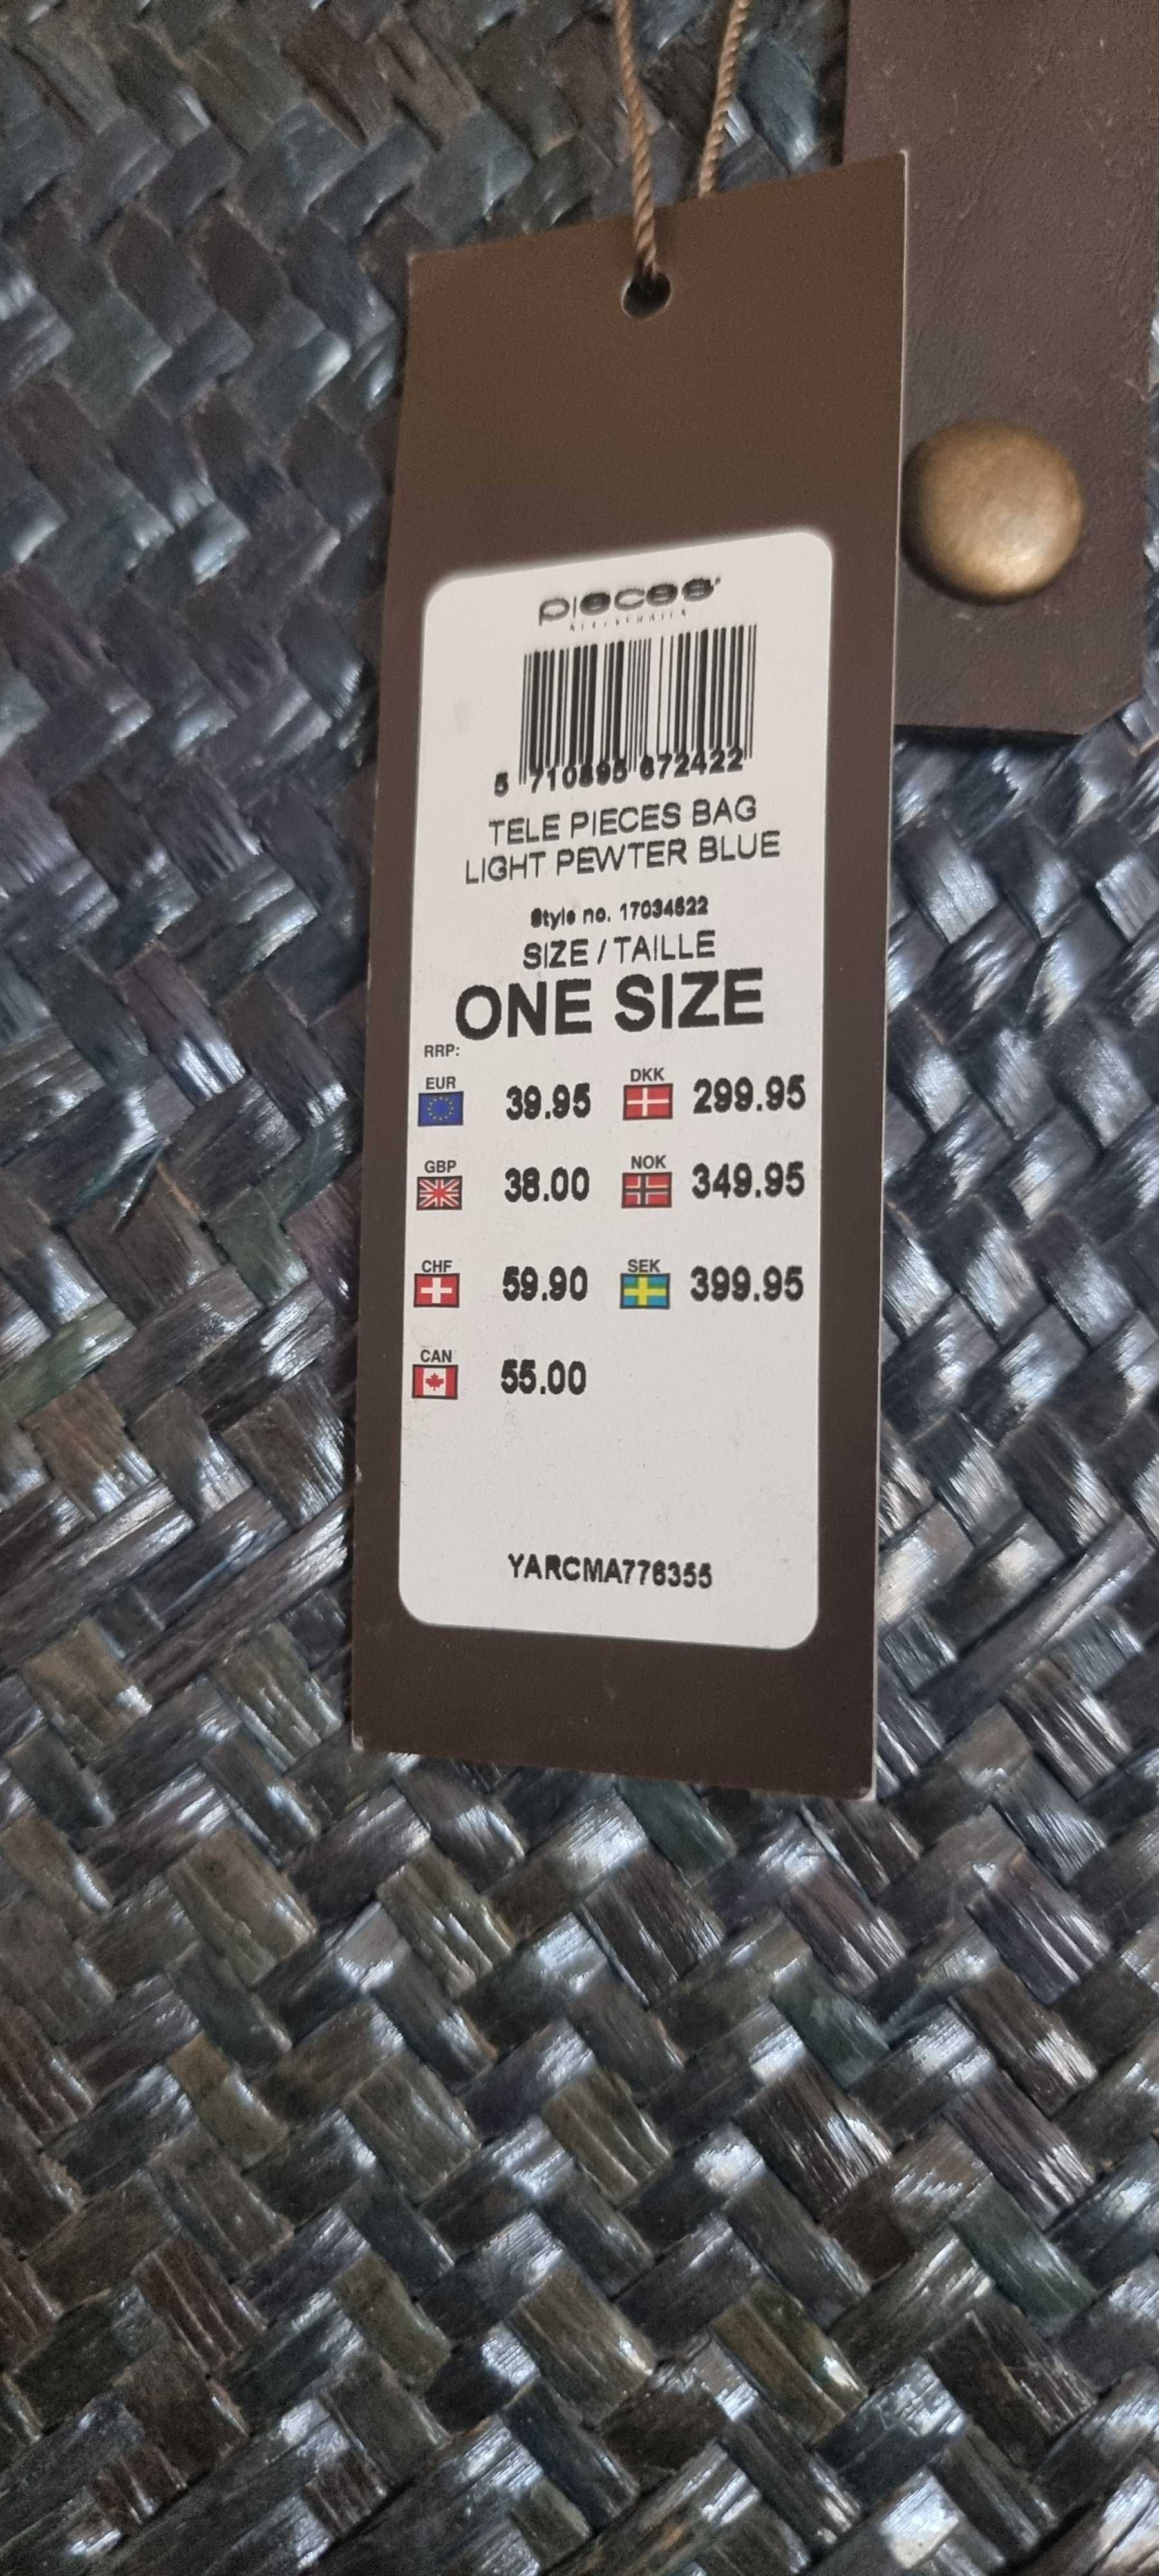 pieces
ACCESSORIES
5 710895 672422
TELE PIECES BAG
LIGHT PEWTER BLUE
Style no. 17034622
SIZE / TAILLE
ONE SIZE
RRP:
EUR 39.95 DKK 299.95
GBP 38.00 NOK 349.95
CHF 59.90 SEK 399.95
CAN 55.00
YARCMA776355